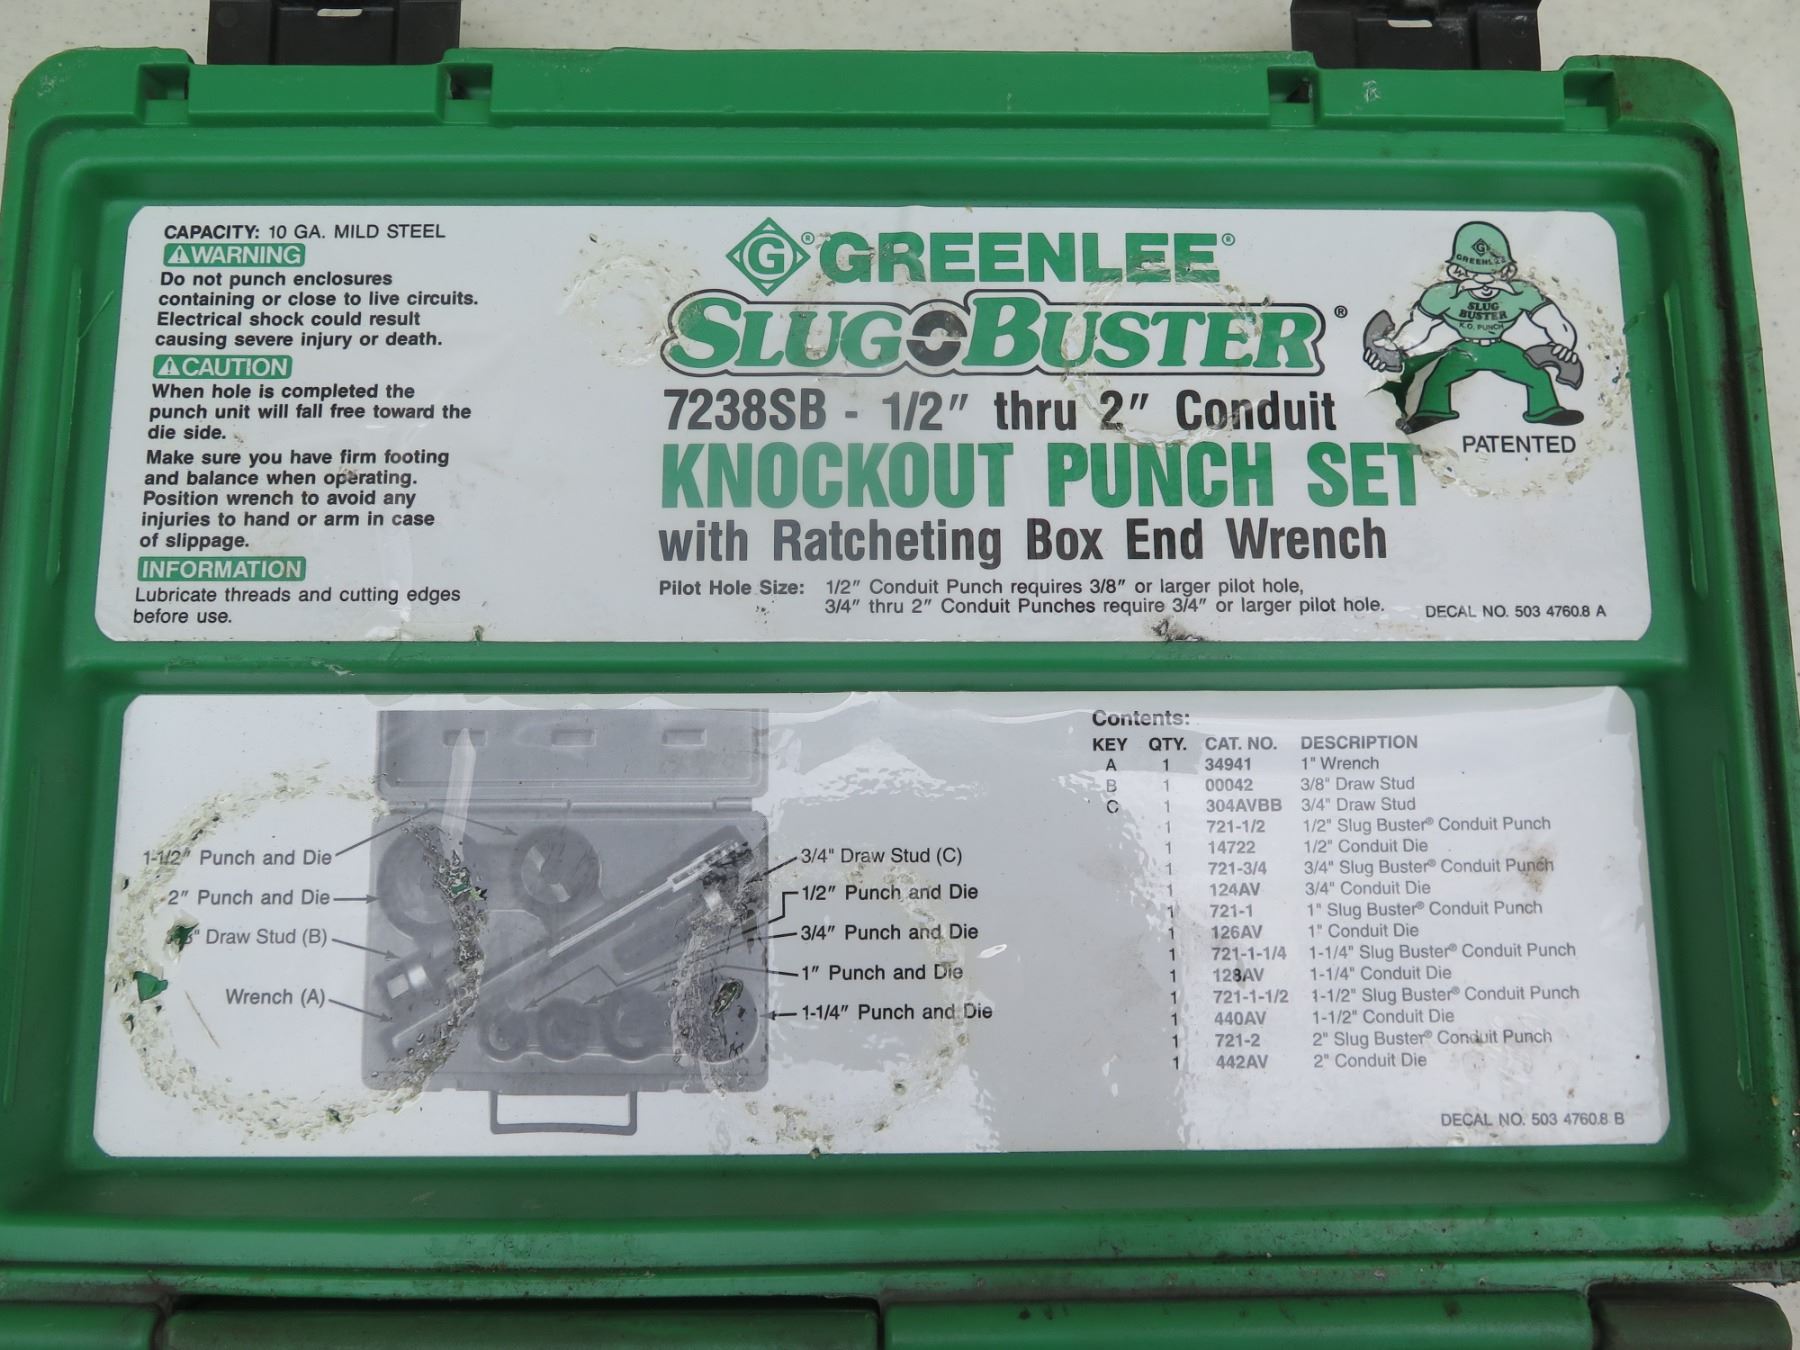 CAPACITY: 10 GA. MILD STEEL
WARNING
Do not punch enclosures
containing or close to live circuits.
Electrical shock could result
causing severe injury or death.
CAUTION
When hole is completed the
punch unit will fall free toward the
die side.
Make sure you have firm footing
and balance when operating.
Position wrench to avoid any
injuries to hand or arm in case
of slippage.
INFORMATION
Lubricate threads and cutting edges
before use.
G® GREENLEE®
SLUG BUSTER®
7238SB - 1/2" thru 2" Conduit
KNOCKOUT PUNCH SET
with Ratcheting Box End Wrench
Pilot Hole Size: 1/2" Conduit Punch requires 3/8" or larger pilot hole,
3/4" thru 2" Conduit Punches require 3/4" or larger pilot hole.
G
GREENLEE
SLUG
BUSTER
K.O. PUNCH
PATENTED
DECAL NO. 503 4760.8 A
1-1/2" Punch and Die
2" Punch and Die
Draw Stud (B)
Wrench (A)
3/4" Draw Stud (C)
1/2" Punch and Die
3/4" Punch and Die
1" Punch and Die
1-1/4" Punch and Die
Contents:
KEY QTY. CAT. NO. DESCRIPTION
A 1 34941 1" Wrench
B 1 00042 3/8" Draw Stud
C 1 304AVBB 3/4" Draw Stud
1 721-1/2 1/2" Slug Buster® Conduit Punch
1 14722 1/2" Conduit Die
1 721-3/4 3/4" Slug Buster® Conduit Punch
1 124AV 3/4" Conduit Die
1 721-1 1" Slug Buster® Conduit Punch
1 126AV 1" Conduit Die
1 721-1-1/4 1-1/4" Slug Buster® Conduit Punch
1 128AV 1-1/4" Conduit Die
1 721-1-1/2 1-1/2" Slug Buster® Conduit Punch
1 440AV 1-1/2" Conduit Die
1 721-2 2" Slug Buster® Conduit Punch
1 442AV 2" Conduit Die
DECAL NO. 503 4760.8 B